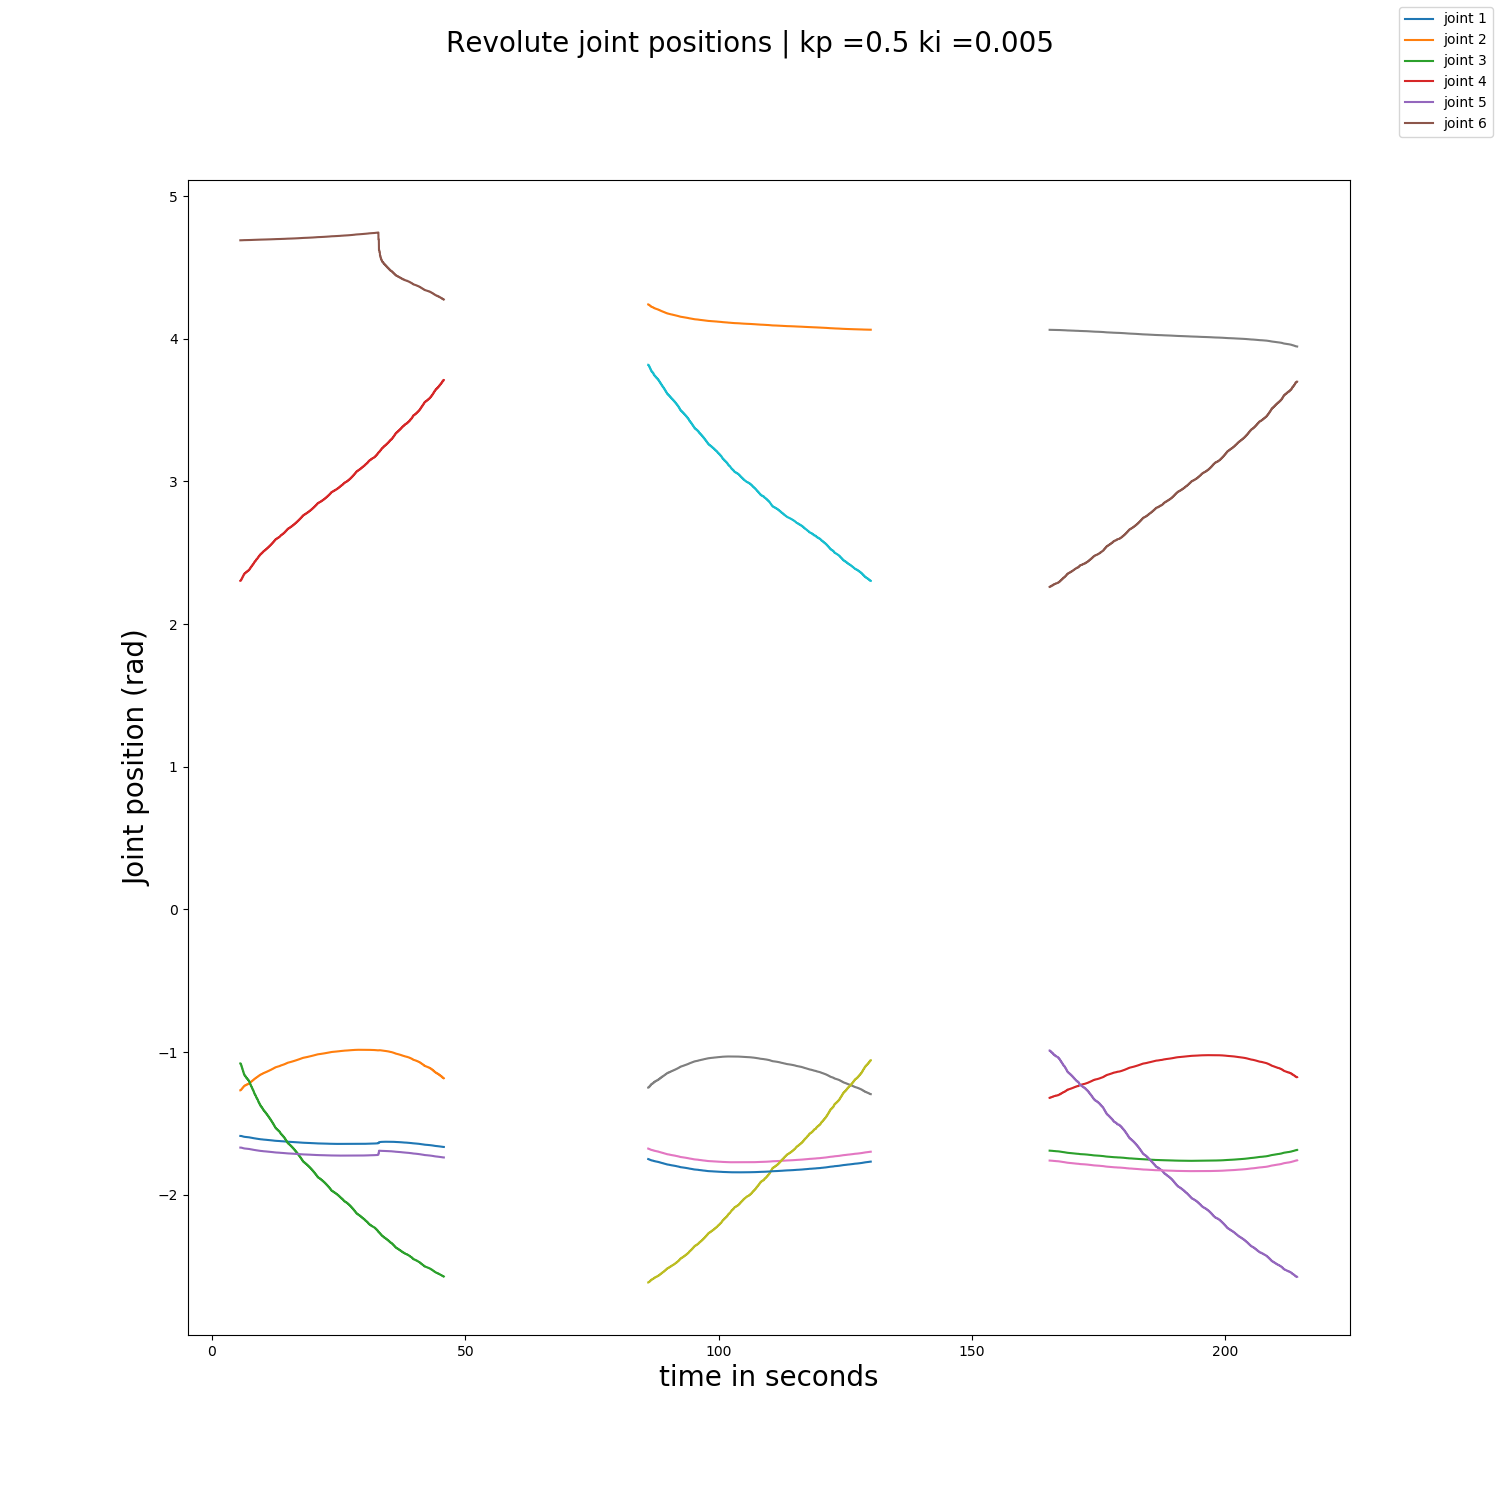 Revolute joint positions | kp =0.5 ki =0.005
joint 1
joint 2
joint 3
joint 4
joint 5
joint 6
5
4
3
2
1
0
−1
−2
Joint position (rad)
0
50
100
150
200
time in seconds